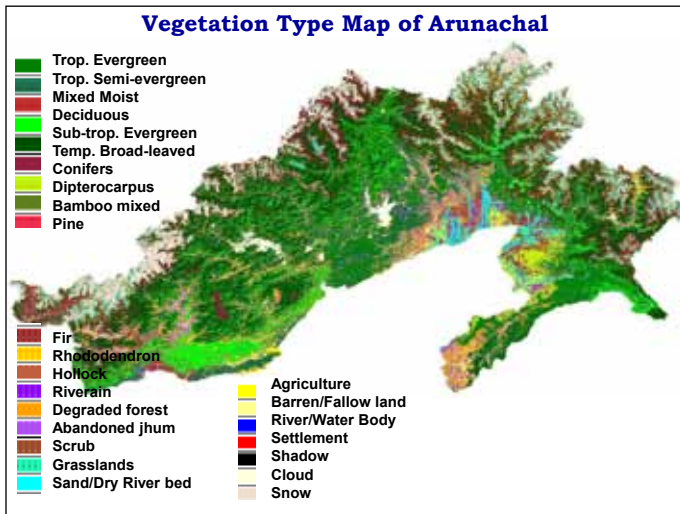 Vegetation Type Map of Arunachal
Trop. Evergreen
Trop. Semi-evergreen
Mixed Moist
Deciduous
Sub-trop. Evergreen
Temp. Broad-leaved
Conifers
Dipterocarpus
Bamboo mixed
Pine
Fir
Rhododendron
Hollock
Riverain
Degraded forest
Abandoned jhum
Scrub
Grasslands
Sand/Dry River bed
Agriculture
Barren/Fallow land
River/Water Body
Settlement
Shadow
Cloud
Snow